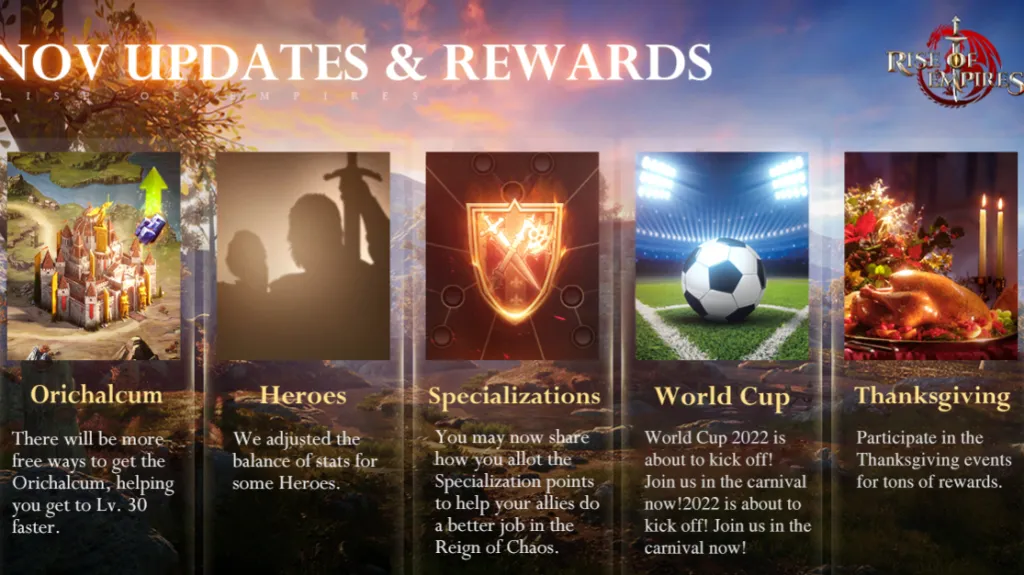 NOV UPDATES & REWARDS
RISE OF EMPIRES
RISE OF
EMPIRES
Orichalcum
There will be more
free ways to get the
Orichalcum, helping
you get to Lv. 30
faster.
Heroes
We adjusted the
balance of stats for
some Heroes.
Specializations
You may now share
how you allot the
Specialization points
to help your allies do
a better job in the
Reign of Chaos.
World Cup
World Cup 2022 is
about to kick off!
Join us in the carnival
now!2022 is about to
kick off! Join us in the
carnival now!
Thanksgiving
Participate in the
Thanksgiving events
for tons of rewards.